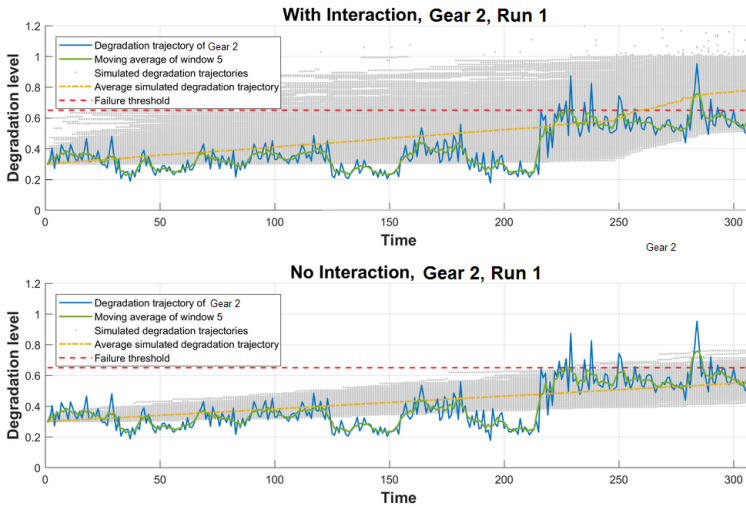 With Interaction, Gear 2, Run 1
1.2
1
0.8
0.6
0.4
0.2
0
Degradation level
Degradation trajectory of Gear 2
Moving average of window 5
Simulated degradation trajectories
Average simulated degradation trajectory
Failure threshold
0 50 100 150 200 250 300
Time
Gear 2
No Interaction, Gear 2, Run 1
1.2
1
0.8
0.6
0.4
0.2
0
Degradation level
Degradation trajectory of Gear 2
Moving average of window 5
Simulated degradation trajectories
Average simulated degradation trajectory
Failure threshold
0 50 100 150 200 250 300
Time